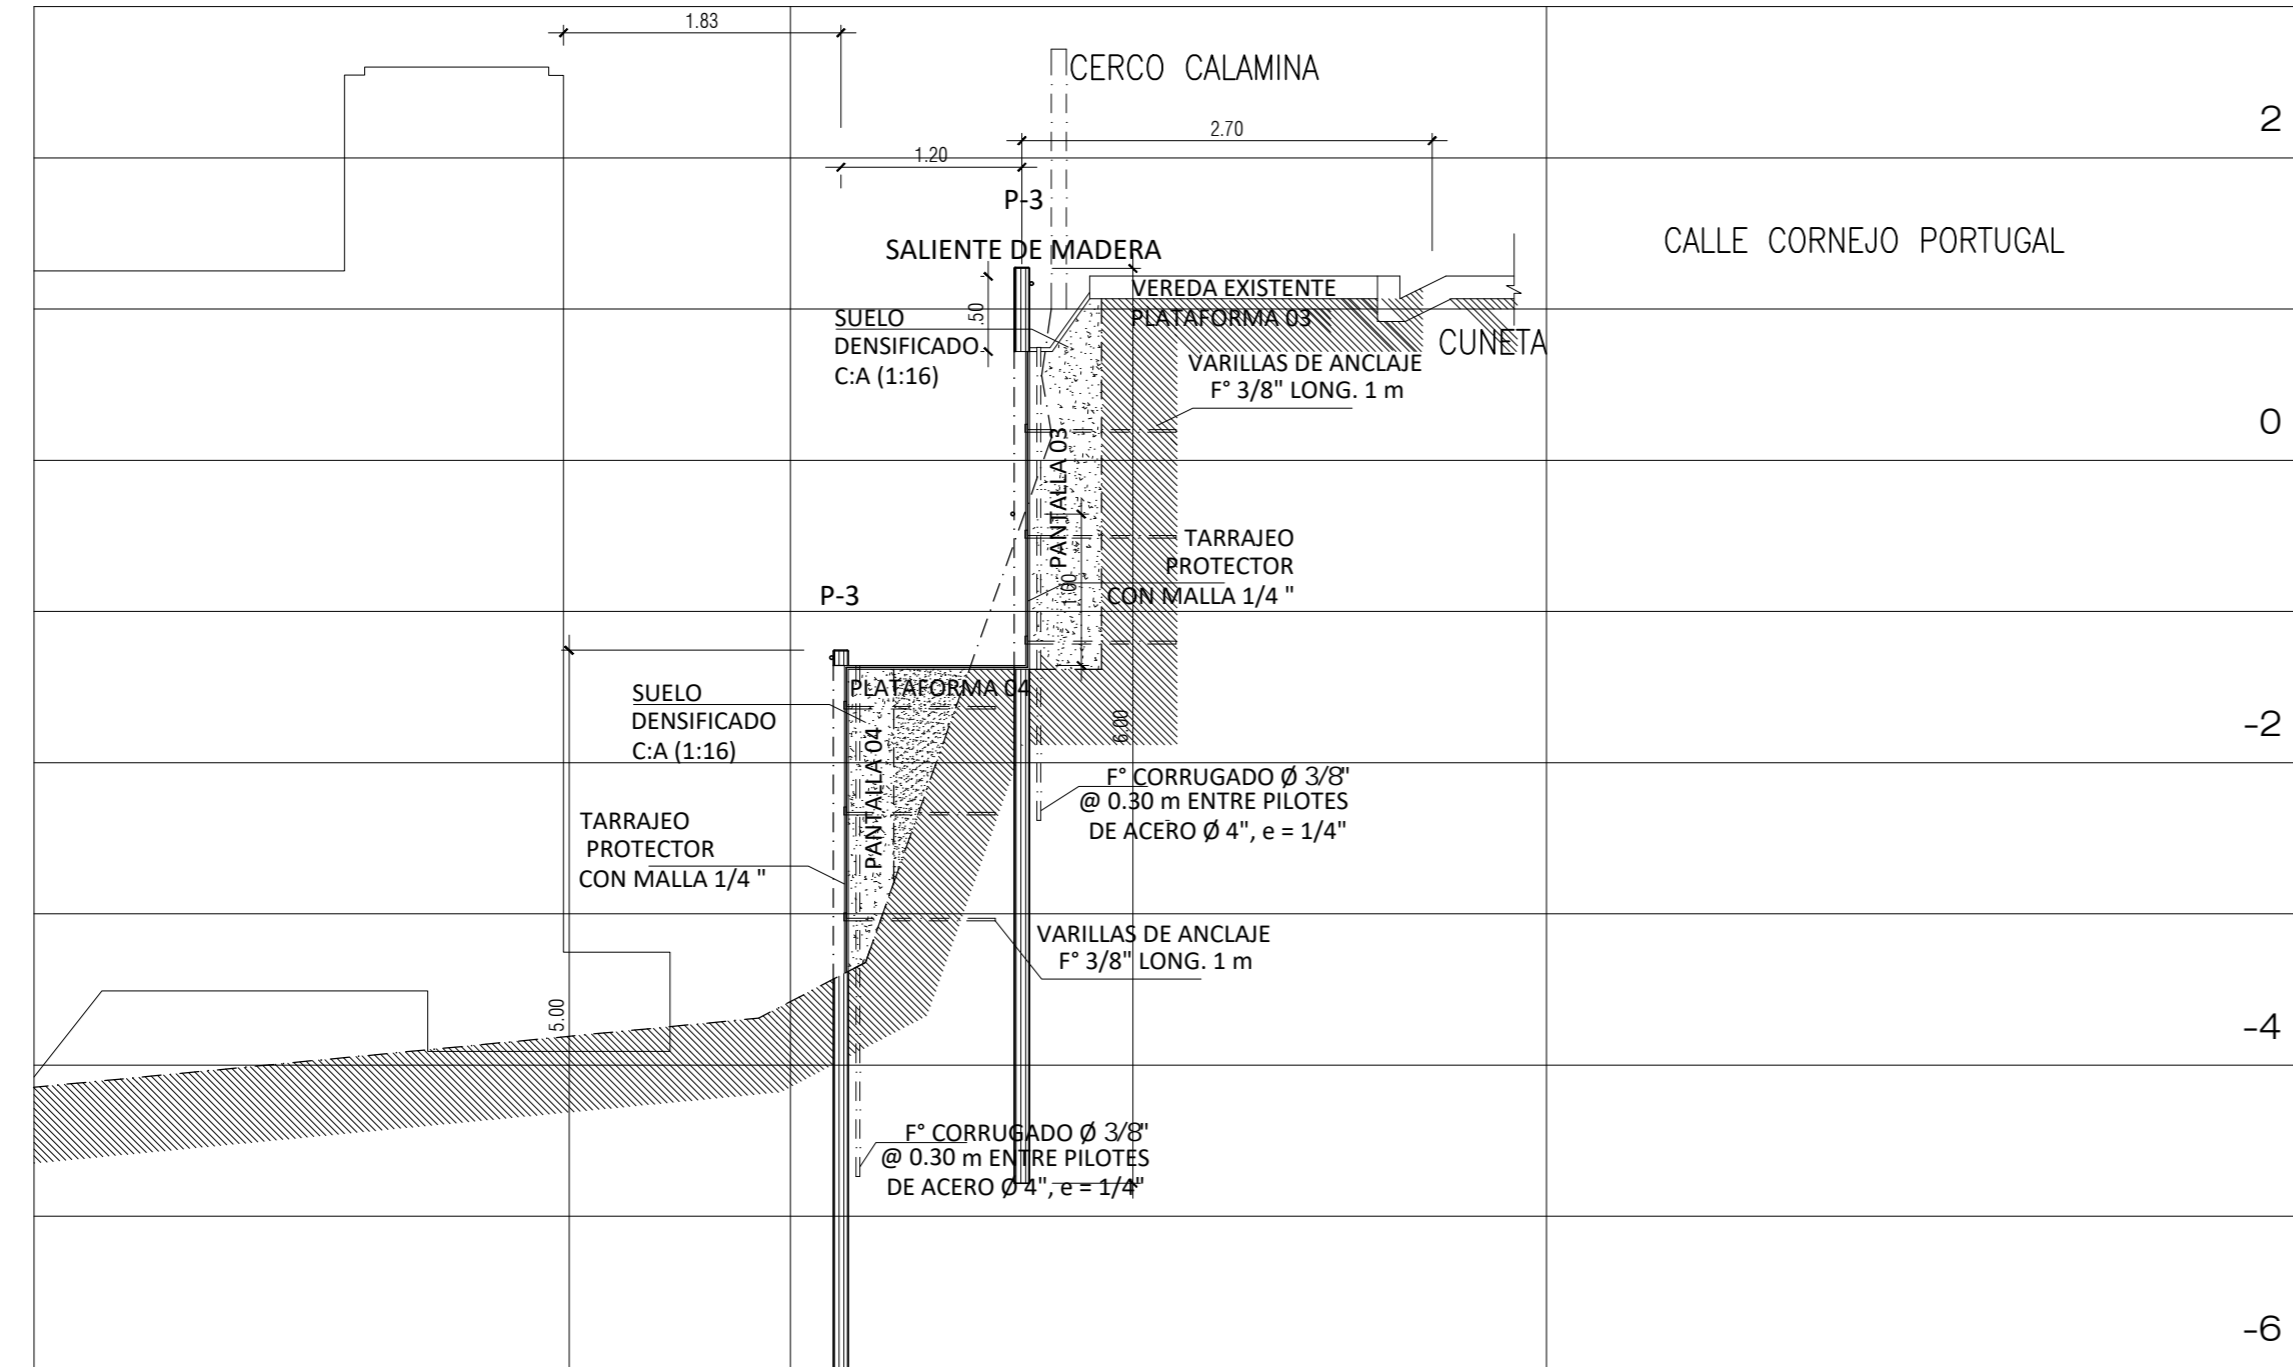 1.83
CERCO CALAMINA
2
2.70
1.20
P-3
CALLE CORNEJO PORTUGAL
SALIENTE DE MADERA
VEREDA EXISTENTE
PLATAFORMA 03
.50
SUELO
DENSIFICADO
C:A (1:16)
CUNETA
VARILLAS DE ANCLAJE
F° 3/8" LONG. 1 m
0
PANTALLA 03
1.00
TARRAJEO
PROTECTOR
CON MALLA 1/4 "
P-3
PLATAFORMA 04
SUELO
DENSIFICADO
C:A (1:16)
6.00
-2
PANTALLA 04
F° CORRUGADO Ø 3/8"
@ 0.30 m ENTRE PILOTES
DE ACERO Ø 4", e = 1/4"
TARRAJEO
PROTECTOR
CON MALLA 1/4 "
VARILLAS DE ANCLAJE
F° 3/8" LONG. 1 m
5.00
-4
F° CORRUGADO Ø 3/8"
@ 0.30 m ENTRE PILOTES
DE ACERO Ø 4", e = 1/4"
-6